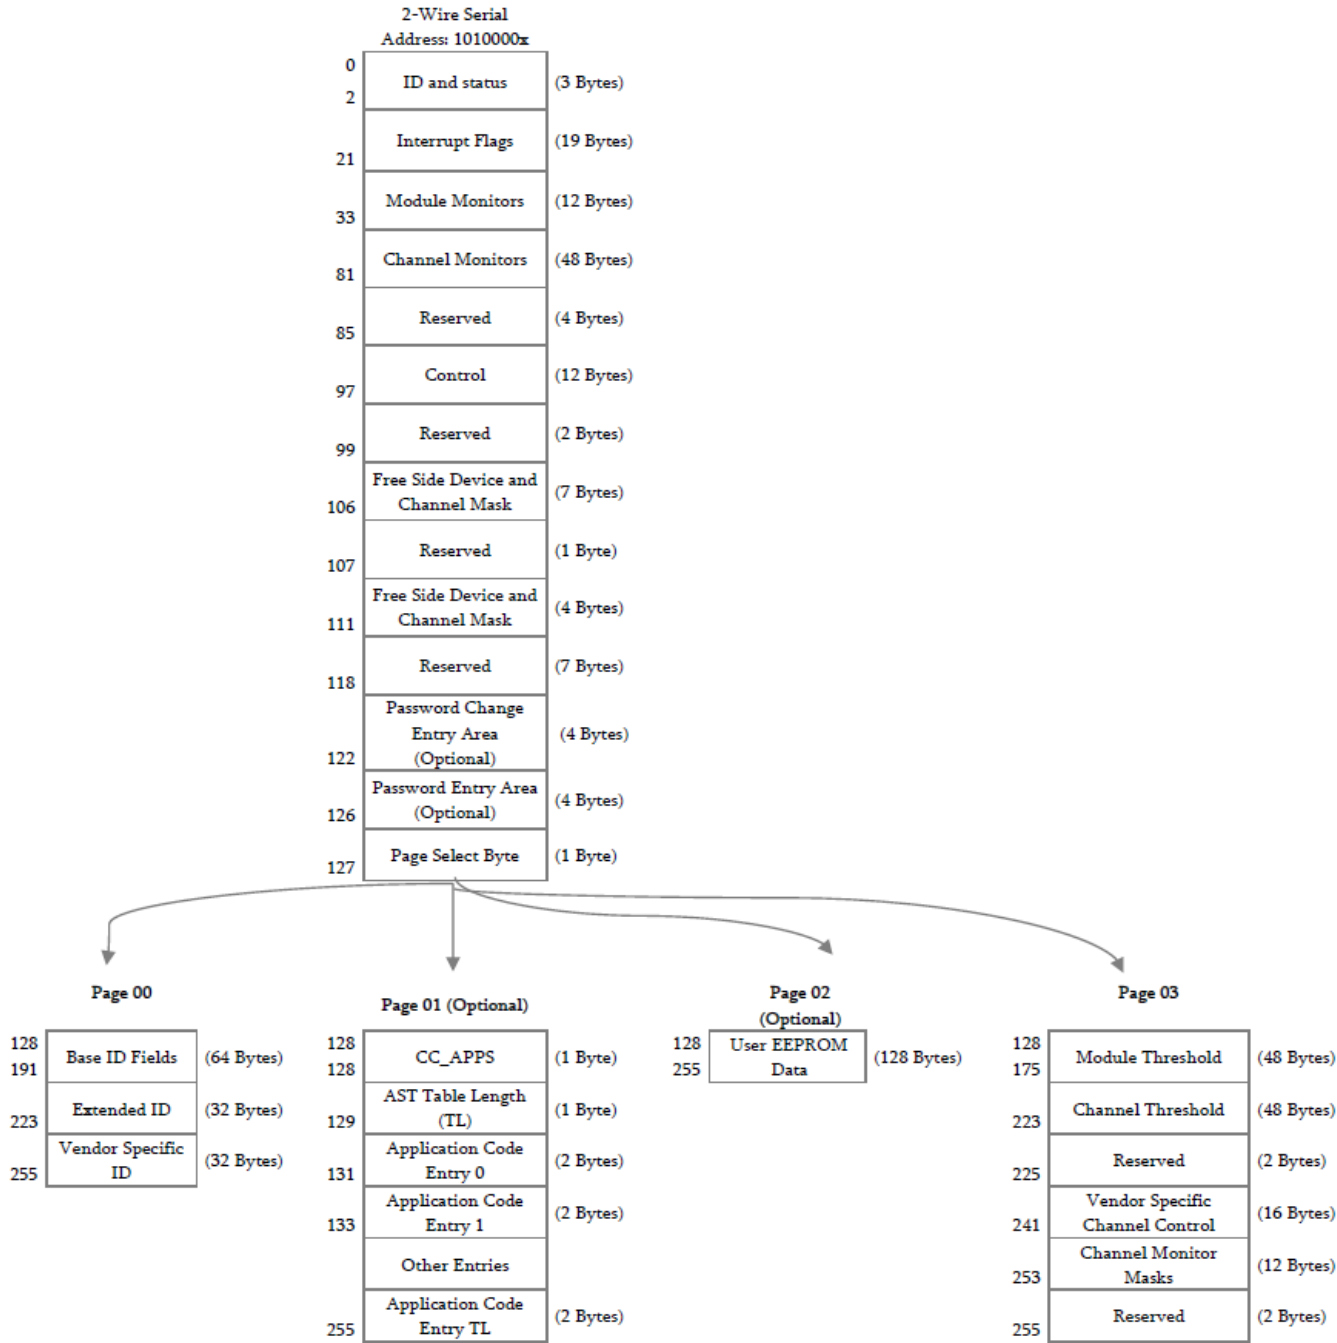 2-Wire Serial
Address: 1010000x
0
ID and status (3 Bytes)
2
Interrupt Flags (19 Bytes)
21
Module Monitors (12 Bytes)
33
Channel Monitors (48 Bytes)
81
Reserved (4 Bytes)
85
Control (12 Bytes)
97
Reserved (2 Bytes)
99
Free Side Device and
Channel Mask (7 Bytes)
106
Reserved (1 Byte)
107
Free Side Device and
Channel Mask (4 Bytes)
111
Reserved (7 Bytes)
118
Password Change
Entry Area (4 Bytes)
(Optional)
122
Password Entry Area
(Optional) (4 Bytes)
126
Page Select Byte (1 Byte)
127
Page 00
128
Base ID Fields (64 Bytes)
191
Extended ID (32 Bytes)
223
Vendor Specific
ID (32 Bytes)
255
Page 01 (Optional)
128
CC_APPS (1 Byte)
128
AST Table Length
(TL) (1 Byte)
129
Application Code
Entry 0 (2 Bytes)
131
Application Code
Entry 1 (2 Bytes)
133
Other Entries
Application Code
Entry TL (2 Bytes)
255
Page 02
(Optional)
128
User EEPROM
Data (128 Bytes)
255
Page 03
128
Module Threshold (48 Bytes)
175
Channel Threshold (48 Bytes)
223
Reserved (2 Bytes)
225
Vendor Specific
Channel Control (16 Bytes)
241
Channel Monitor
Masks (12 Bytes)
253
Reserved (2 Bytes)
255